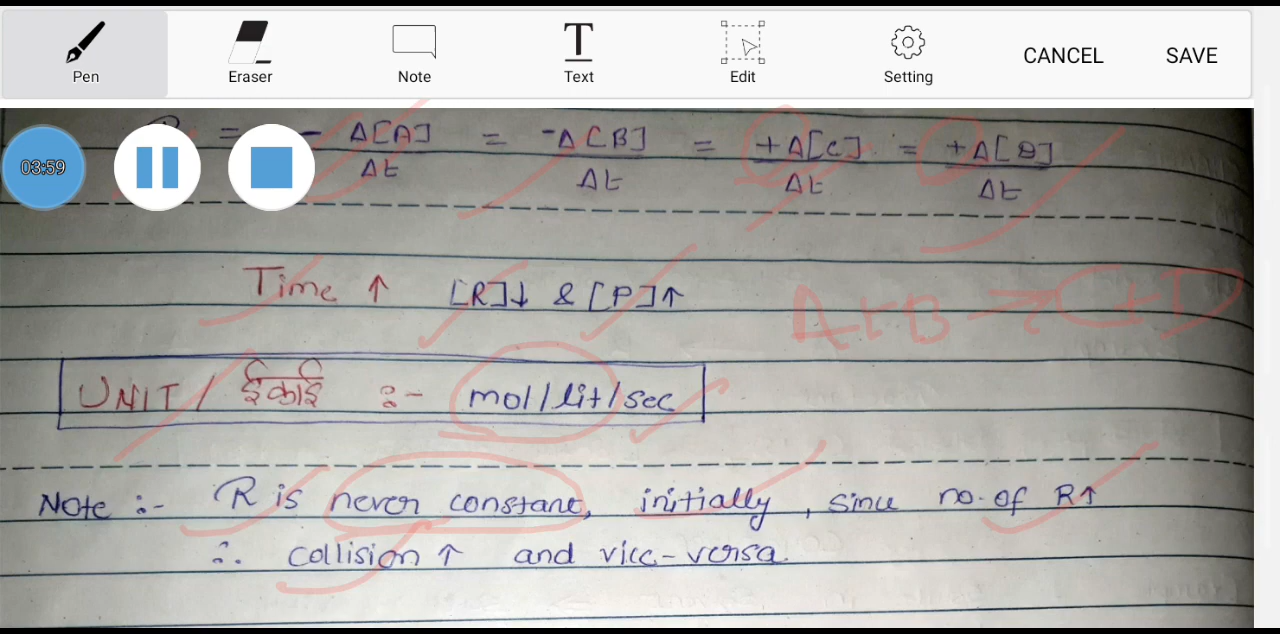 Pen Eraser Note Text Edit Setting CANCEL SAVE
03:59
R = - Δ[A]/Δt = -Δ[B]/Δt = +Δ[C]/Δt = +Δ[D]/Δt
Time ↑ [R]↓ & [P]↑
A+B → C+D
UNIT / ईकाई :- mol/lit/sec
Note :- R is never constant, initially, since no. of R↑
∴ collision ↑ and vice-versa.